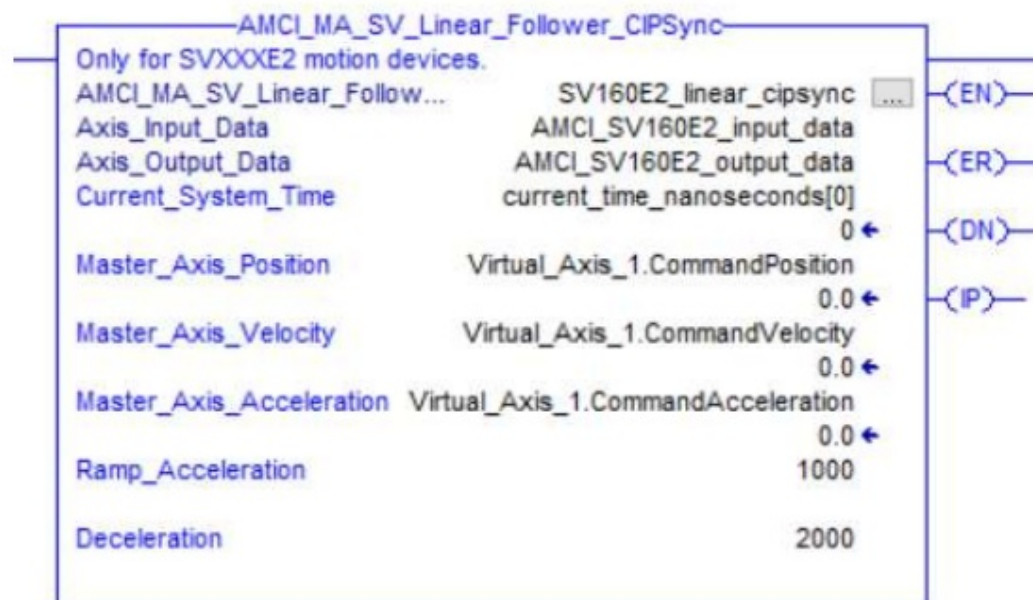 AMCI_MA_SV_Linear_Follower_CIPSync
Only for SVXXXE2 motion devices.
AMCI_MA_SV_Linear_Follow... SV160E2_linear_cipsync ... (EN)
Axis_Input_Data AMCI_SV160E2_input_data
Axis_Output_Data AMCI_SV160E2_output_data (ER)
Current_System_Time current_time_nanoseconds[0]
0 (DN)
Master_Axis_Position Virtual_Axis_1.CommandPosition
0.0 (IP)
Master_Axis_Velocity Virtual_Axis_1.CommandVelocity
0.0
Master_Axis_Acceleration Virtual_Axis_1.CommandAcceleration
0.0
Ramp_Acceleration 1000
Deceleration 2000